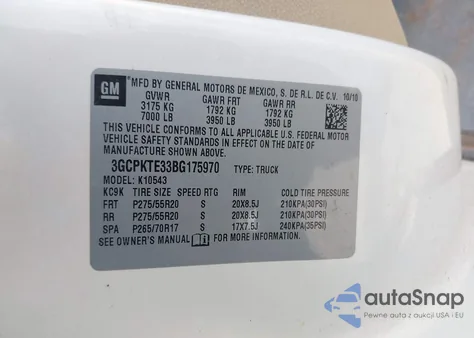 GM MFD BY GENERAL MOTORS DE MEXICO, S. DE R.L. DE C.V. 10/10
GVWR GAWR FRT GAWR RR
3175 KG 1792 KG 1792 KG
7000 LB 3950 LB 3950 LB
THIS VEHICLE CONFORMS TO ALL APPLICABLE U.S. FEDERAL MOTOR
VEHICLE SAFETY STANDARDS IN EFFECT ON THE DATE
OF MANUFACTURE SHOWN ABOVE.
3GCPKTE33BG175970 TYPE: TRUCK
MODEL: K10543
KC9K TIRE SIZE SPEED RTG RIM COLD TIRE PRESSURE
FRT P275/55R20 S 20X8.5J 210KPA(30PSI)
RR P275/55R20 S 20X8.5J 210KPA(30PSI)
SPA P265/70R17 S 17X7.5J 240KPA(35PSI)
SEE OWNER'S MANUAL FOR MORE INFORMATION
autoSnap
Pewne auta z USA i EU